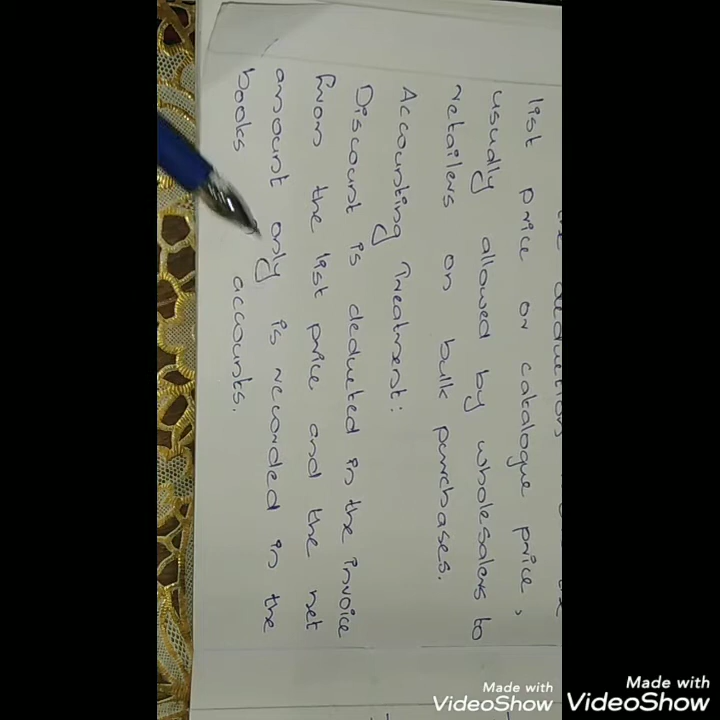 the deduction
list price or catalogue price,
usually allowed by wholesalers to
retailers on bulk purchases.
Accounting Treatment:
Discount is deducted in the invoice
from the list price and the net
amount only is recorded in the
books accounts.
Made with
VideoShow
Made with
VideoShow